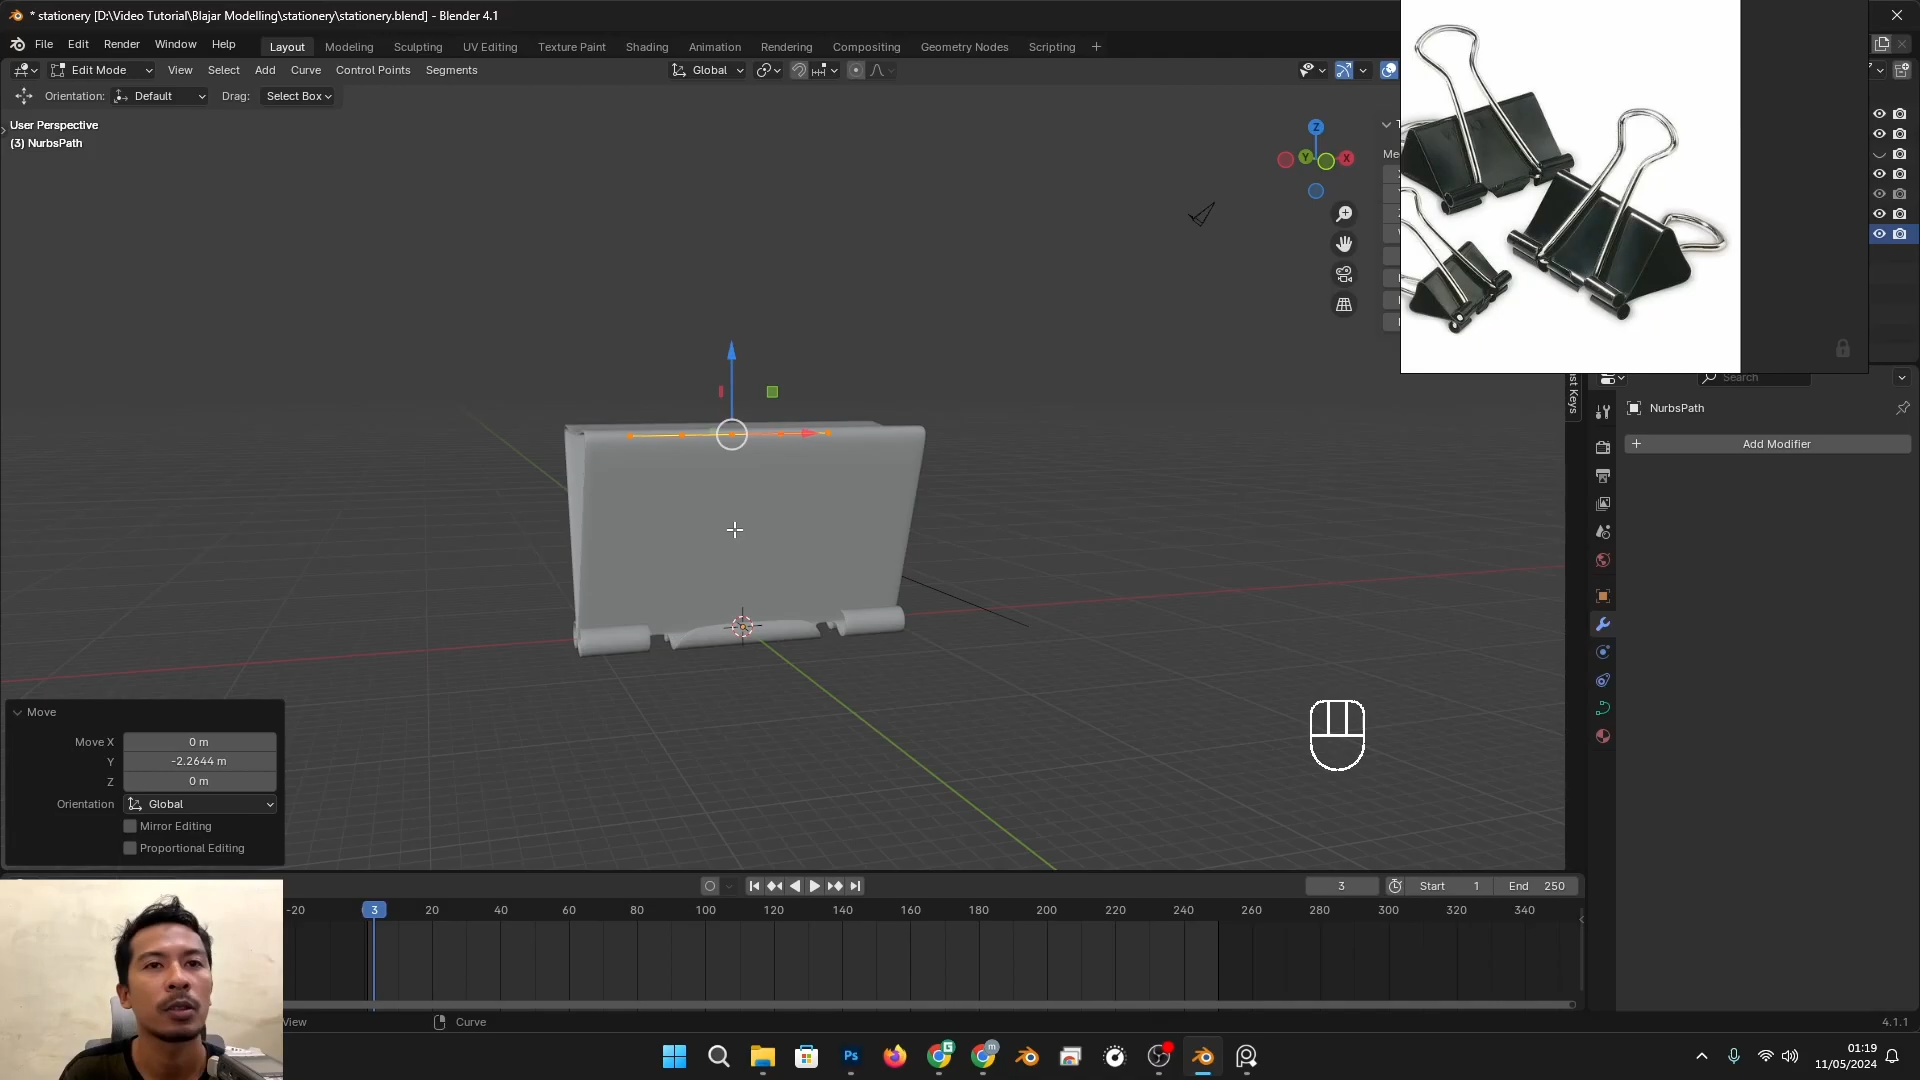 * stationery [D:\Video Tutorial\Blajar Modelling\stationery\stationery.blend] - Blender 4.1
File Edit Render Window Help Layout Modeling Sculpting UV Editing Texture Paint Shading Animation Rendering Compositing Geometry Nodes Scripting +
Edit Mode View Select Add Curve Control Points Segments Global
Orientation: Default Drag: Select Box
User Perspective
(3) NurbsPath
Z
Y X
Search
NurbsPath
+ Add Modifier
Move
Move X 0 m
Y -2.2644 m
Z 0 m
Orientation Global
Mirror Editing
Proportional Editing
3 Start 1 End 250
-20 3 20 40 60 80 100 120 140 160 180 200 220 240 260 280 300 320 340
View Curve
4.1.1
Ps
01:19
11/05/2024